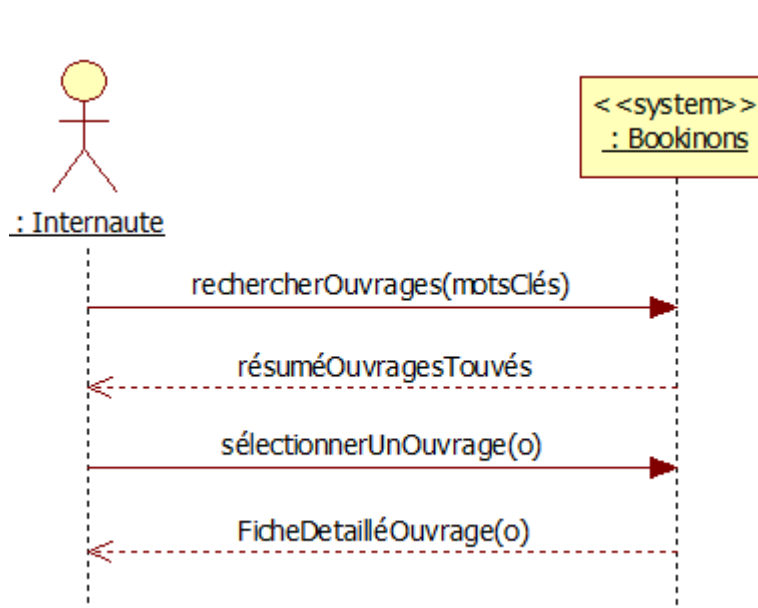 <<system>>
: Bookinons
: Internaute
rechercherOuvrages(motsClés)
résuméOuvragesTouvés
sélectionnerUnOuvrage(o)
FicheDetailléOuvrage(o)